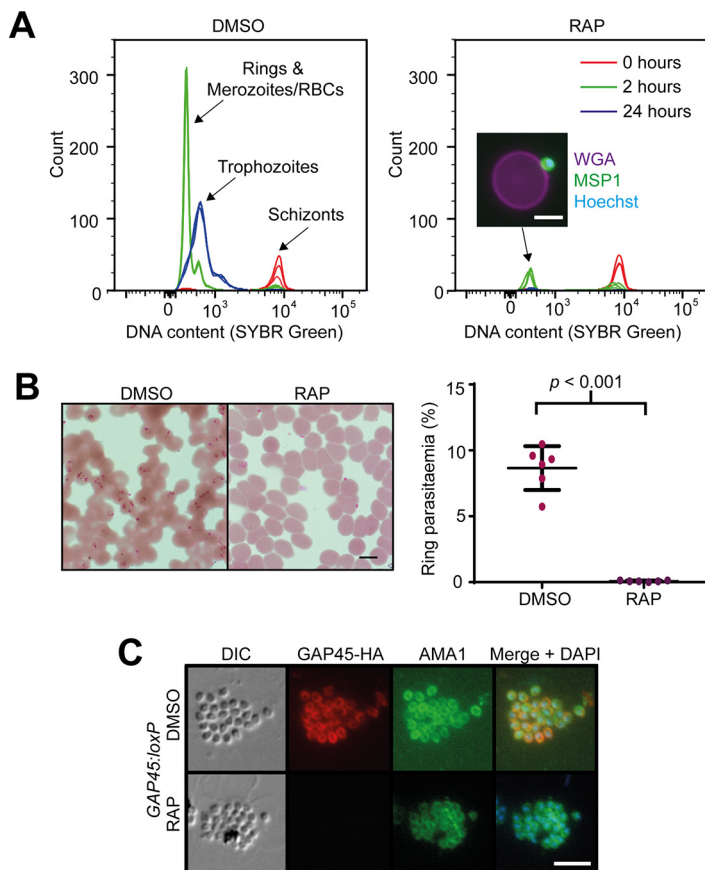 A
DMSO
RAP
Rings &
Merozoites/RBCs
Trophozoites
Schizonts
Count
300
200
100
0
0
10³
10⁴
10⁵
DNA content (SYBR Green)
0 hours
2 hours
24 hours
WGA
MSP1
Hoechst
Count
300
200
100
0
0
10³
10⁴
10⁵
DNA content (SYBR Green)
B
DMSO
RAP
p < 0.001
Ring parasitaemia (%)
15
10
5
0
DMSO
RAP
C
DIC
GAP45-HA
AMA1
Merge + DAPI
GAP45:loxP
DMSO
RAP